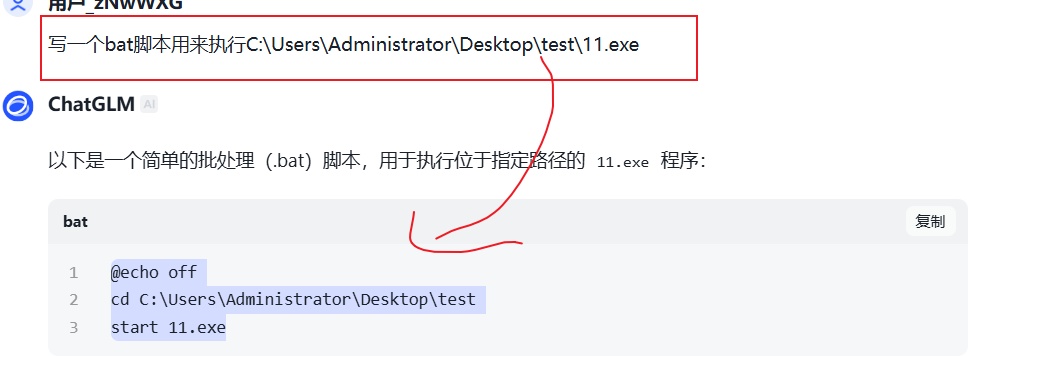 用户_zNwWXG
写一个bat脚本用来执行C:\Users\Administrator\Desktop\test\11.exe
ChatGLM AI
以下是一个简单的批处理（.bat）脚本，用于执行位于指定路径的 11.exe 程序：
bat 复制
1 @echo off
2 cd C:\Users\Administrator\Desktop\test
3 start 11.exe